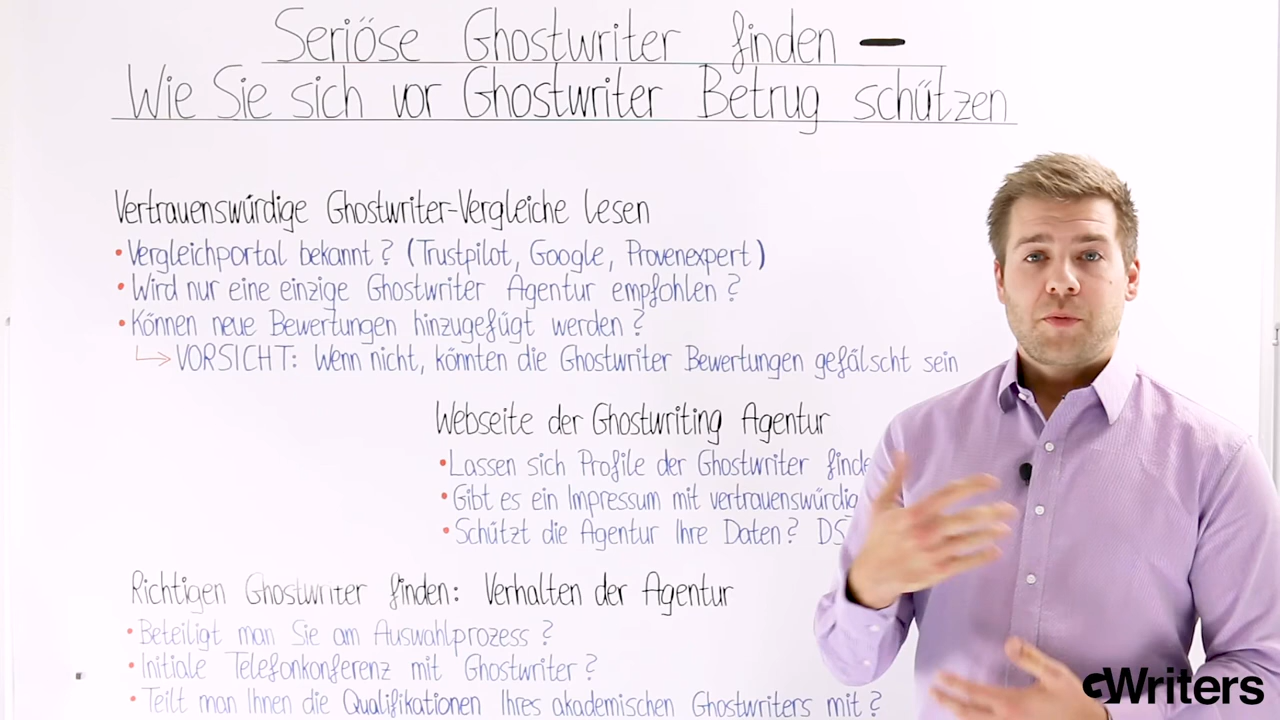 Seriöse Ghostwriter finden –
Wie Sie sich vor Ghostwriter Betrug schützen
Vertrauenswürdige Ghostwriter-Vergleiche lesen
• Vergleichportal bekannt? (Trustpilot, Google, Provenexpert)
• Wird nur eine einzige Ghostwriter Agentur empfohlen?
• Können neue Bewertungen hinzugefügt werden?
→ VORSICHT: Wenn nicht, könnten die Ghostwriter Bewertungen gefälscht sein
Webseite der Ghostwriting Agentur
• Lassen sich Profile der Ghostwriter finde
• Gibt es ein Impressum mit vertrauenswürdig
• Schützt die Agentur Ihre Daten? DS
Richtigen Ghostwriter finden: Verhalten der Agentur
• Beteiligt man Sie am Auswahlprozess?
• Initiale Telefonkonferenz mit Ghostwriter?
• Teilt man Ihnen die Qualifikationen Ihres akademischen Ghostwriters mit?
GWriters